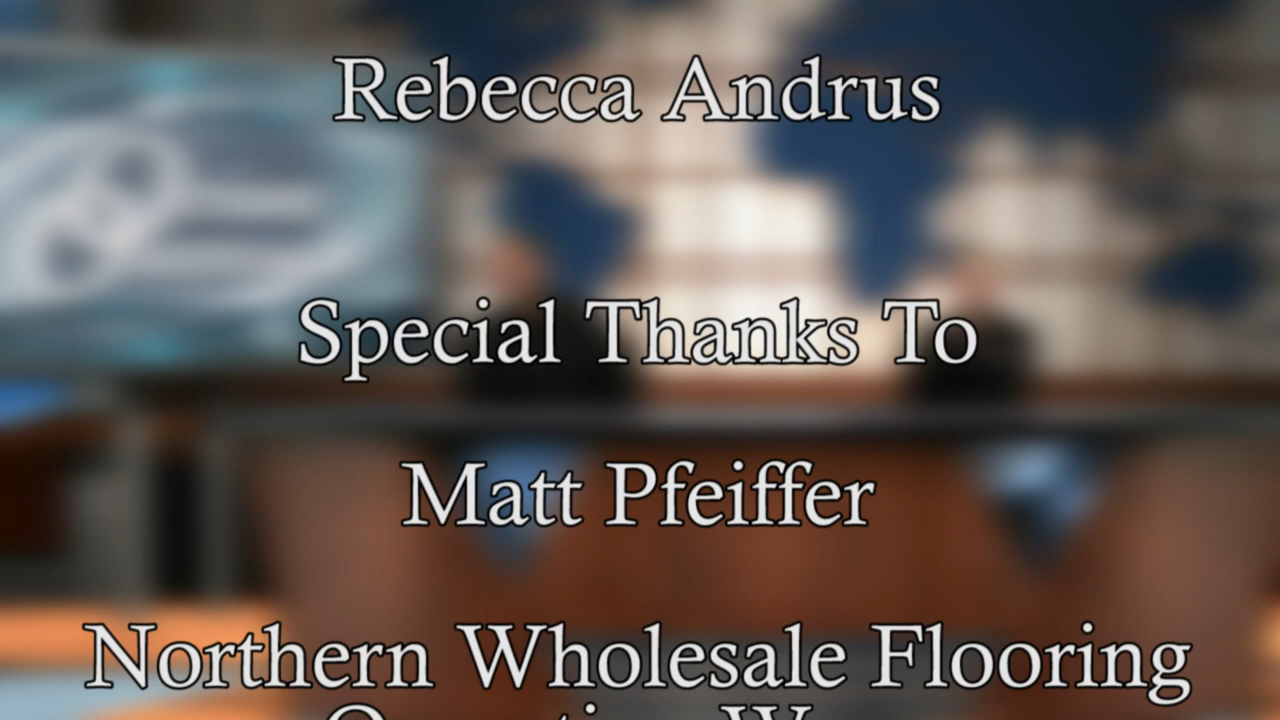 Rebecca Andrus
Special Thanks To
Matt Pfeiffer
Northern Wholesale Flooring